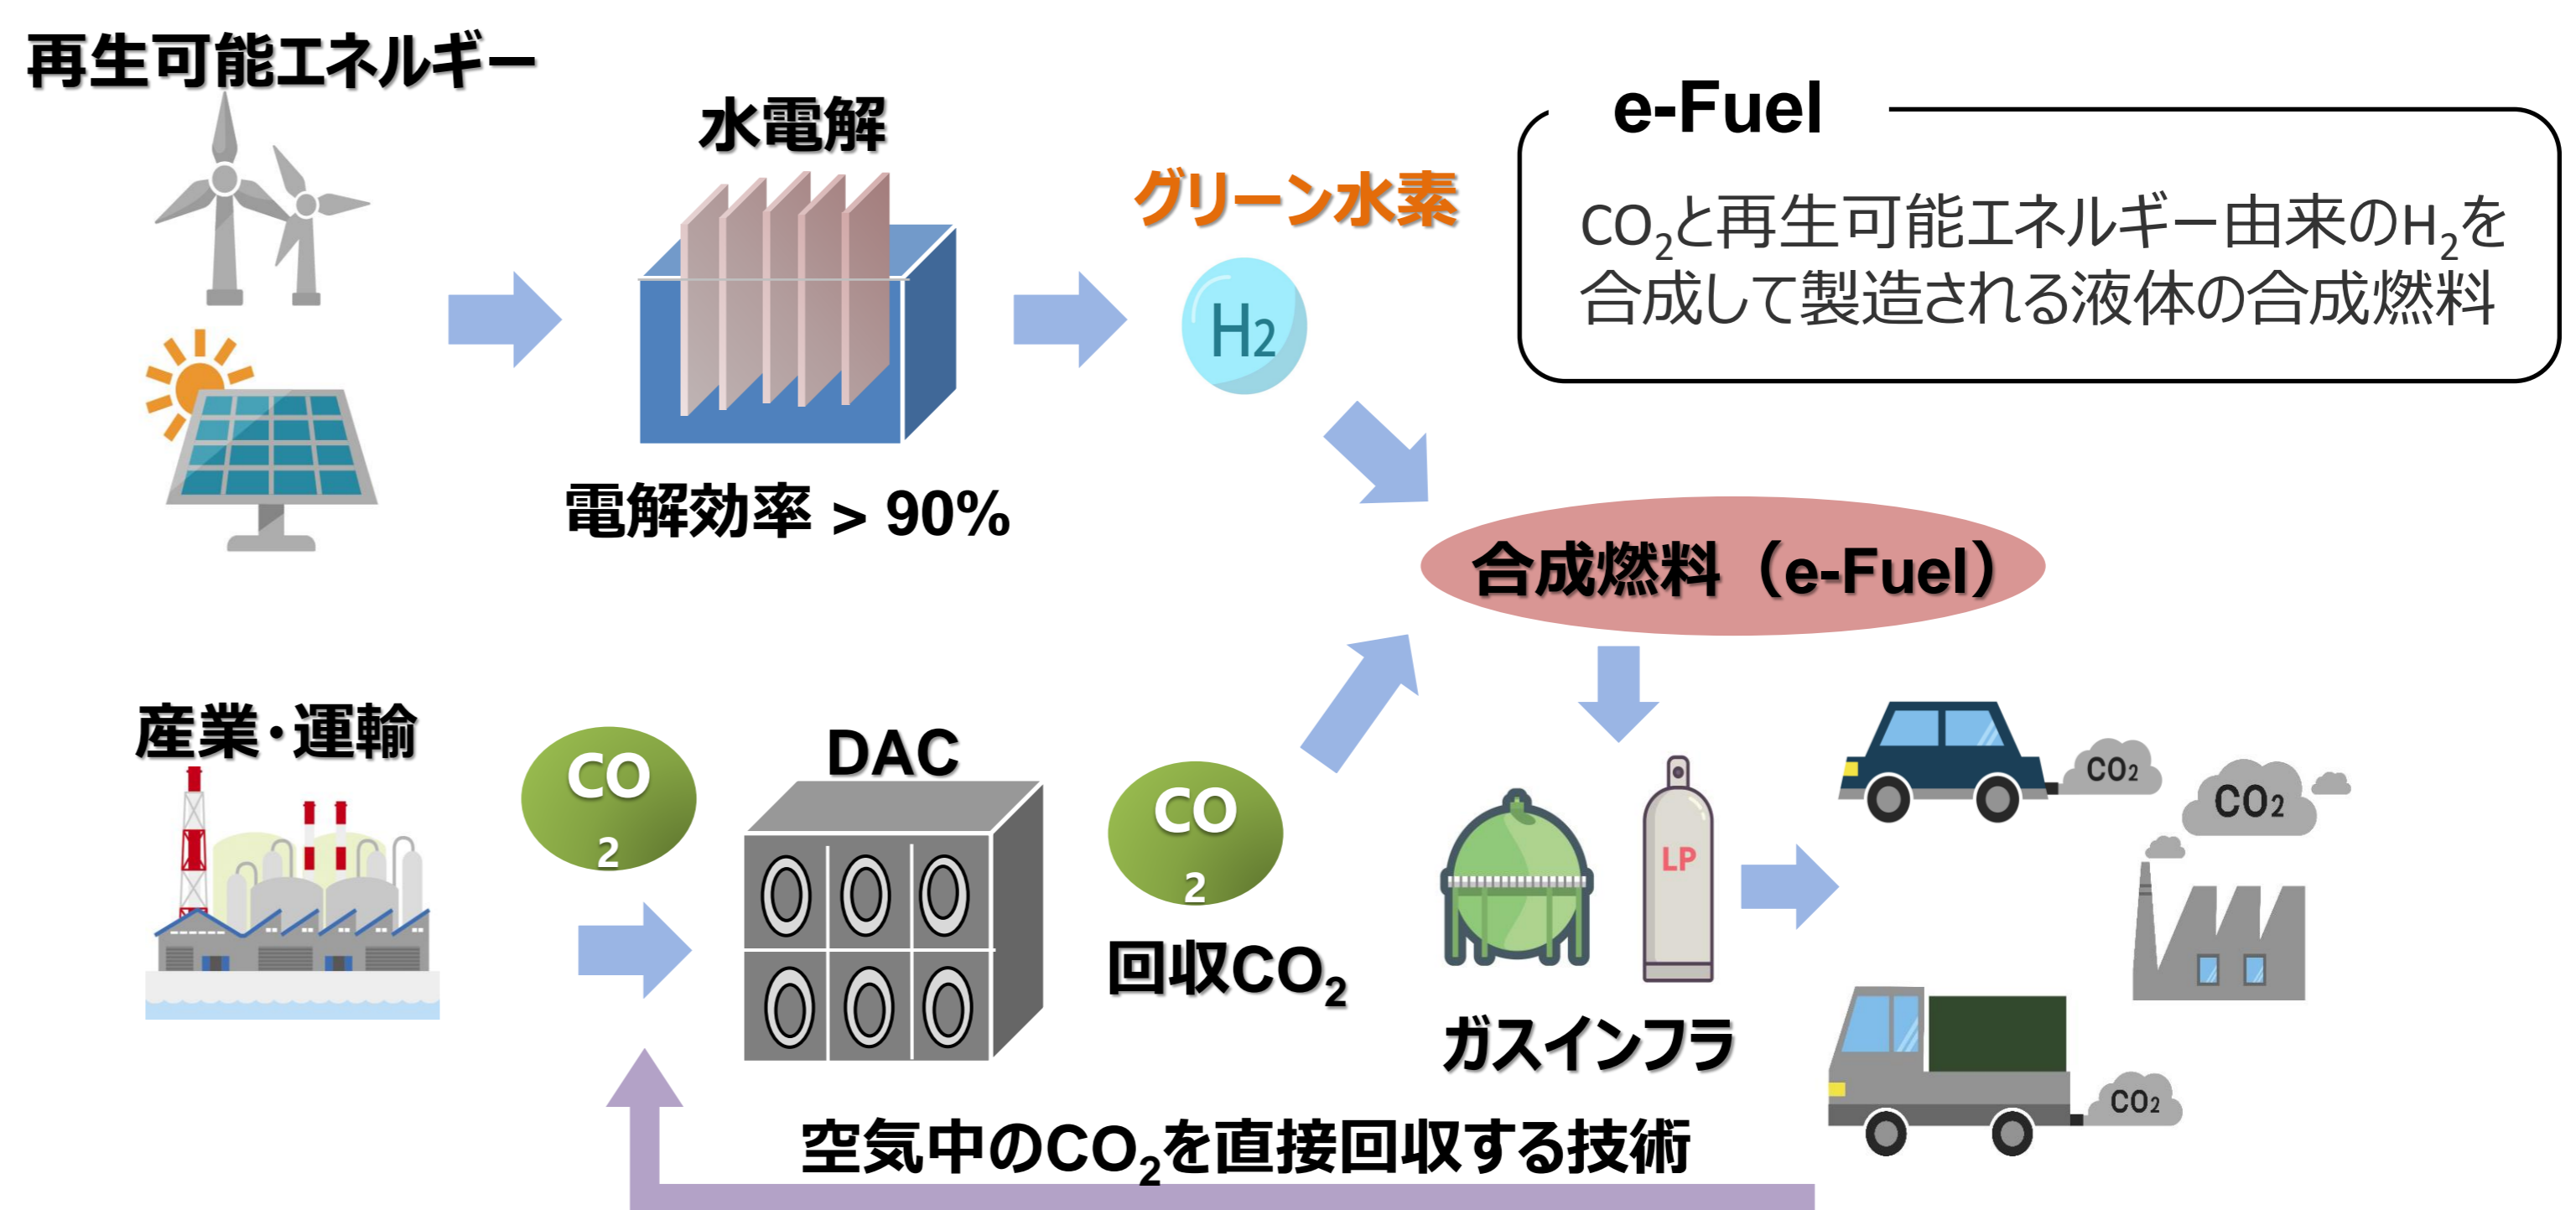 再生可能エネルギー
水電解
電解効率 > 90%
グリーン水素
H2
e-Fuel
CO₂と再生可能エネルギー由来のH₂を
合成して製造される液体の合成燃料
合成燃料（e-Fuel）
産業・運輸
CO
2
DAC
CO
2
回収CO₂
LP
ガスインフラ
CO₂
CO₂
CO₂
空気中のCO₂を直接回収する技術